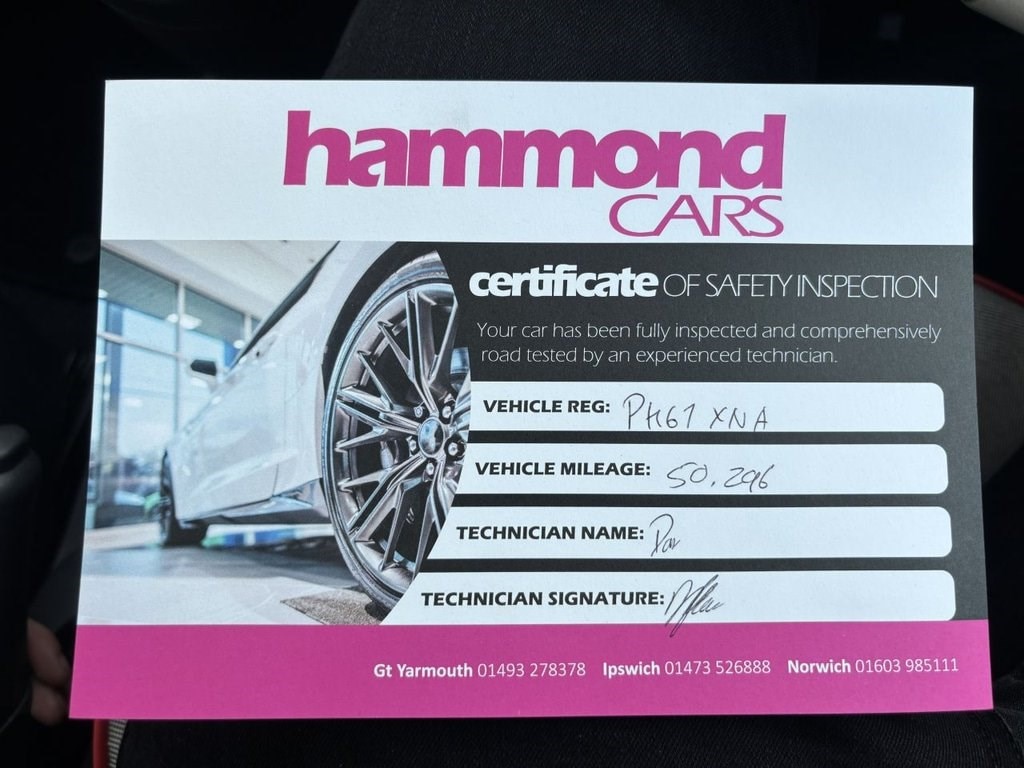 hammond
CARS
certificate OF SAFETY INSPECTION
Your car has been fully inspected and comprehensively
road tested by an experienced technician.
VEHICLE REG: PK67 XNA
VEHICLE MILEAGE: 50,296
TECHNICIAN NAME:
TECHNICIAN SIGNATURE:
Gt Yarmouth 01493 278378 Ipswich 01473 526888 Norwich 01603 985111